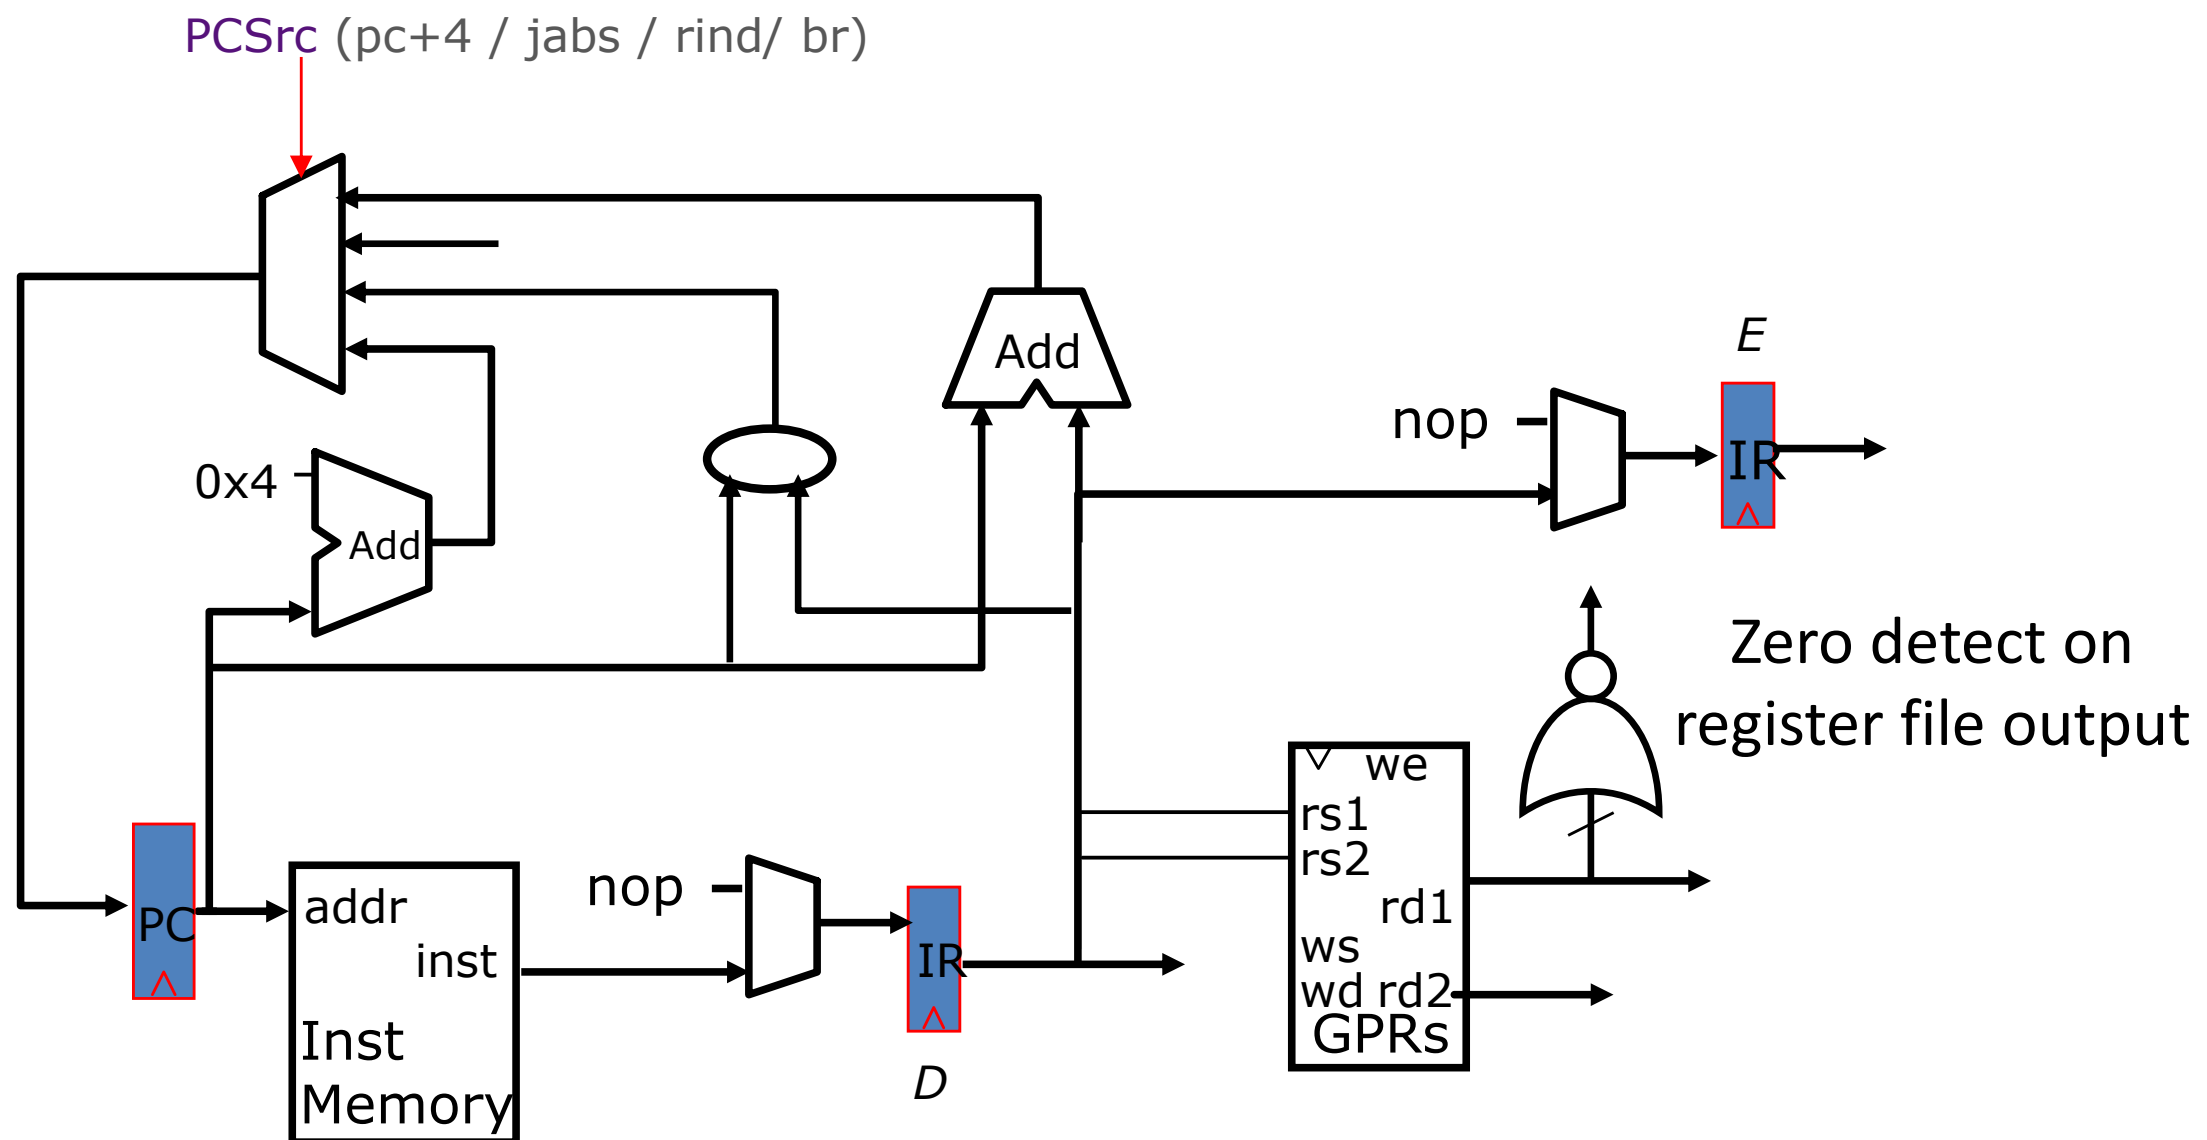 PCSrc (pc+4 / jabs / rind/ br)
E
Add
nop
IR
0x4
Add
Zero detect on
register file output
we
rs1
rs2
nop
addr
PC
rd1
inst
IR
ws
wd rd2
GPRs
Inst
Memory
D